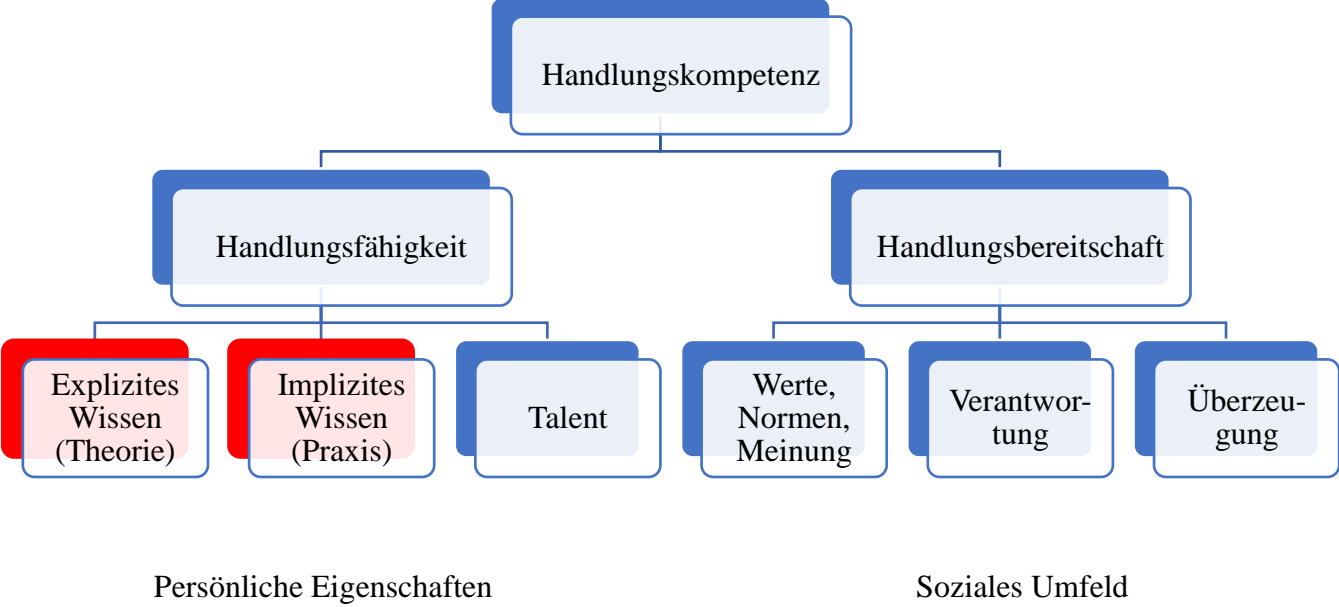 Handlungskompetenz
Handlungsfähigkeit
Handlungsbereitschaft
Explizites
Wissen
(Theorie)
Implizites
Wissen
(Praxis)
Talent
Werte,
Normen,
Meinung
Verantwor-
tung
Überzeu-
gung
Persönliche Eigenschaften
Soziales Umfeld